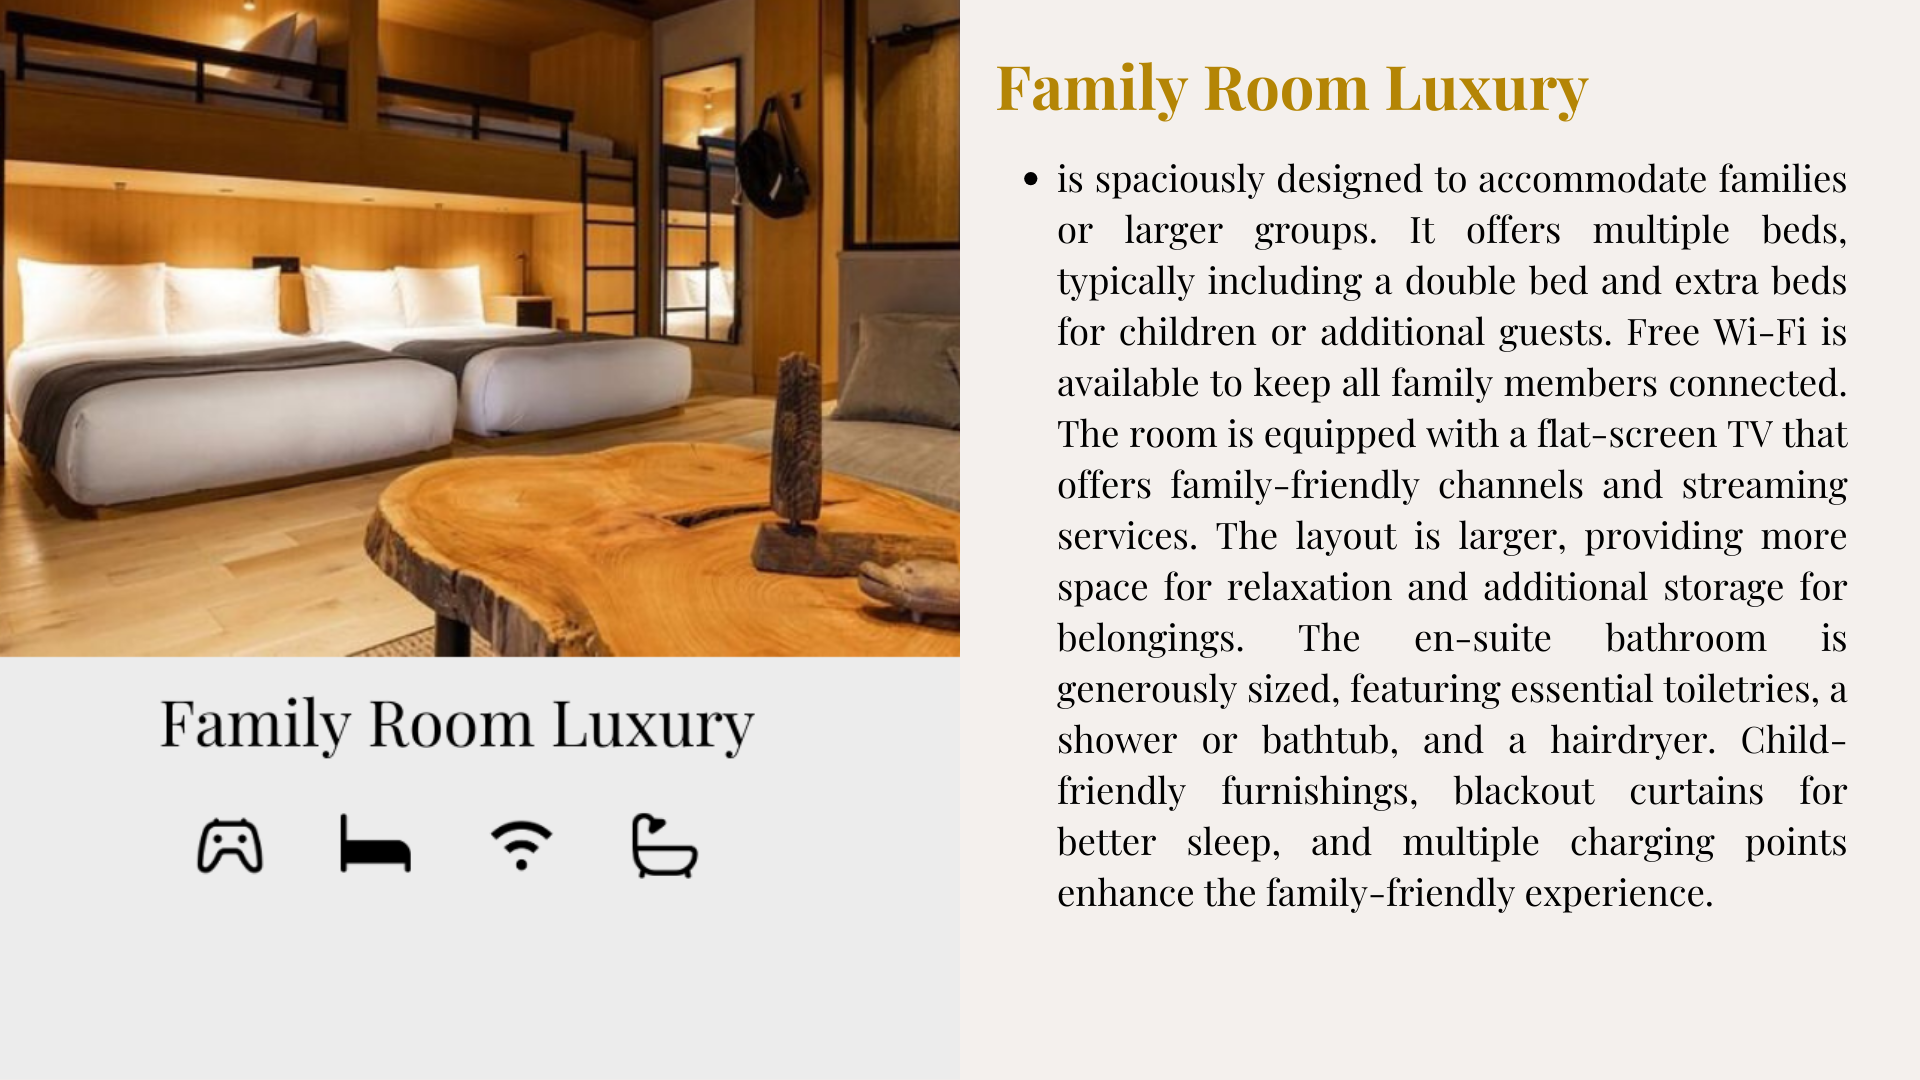 Family Room Luxury
Family Room Luxury
• is spaciously designed to accommodate families
or larger groups. It offers multiple beds,
typically including a double bed and extra beds
for children or additional guests. Free Wi-Fi is
available to keep all family members connected.
The room is equipped with a flat-screen TV that
offers family-friendly channels and streaming
services. The layout is larger, providing more
space for relaxation and additional storage for
belongings. The en-suite bathroom is
generously sized, featuring essential toiletries, a
shower or bathtub, and a hairdryer. Child-
friendly furnishings, blackout curtains for
better sleep, and multiple charging points
enhance the family-friendly experience.